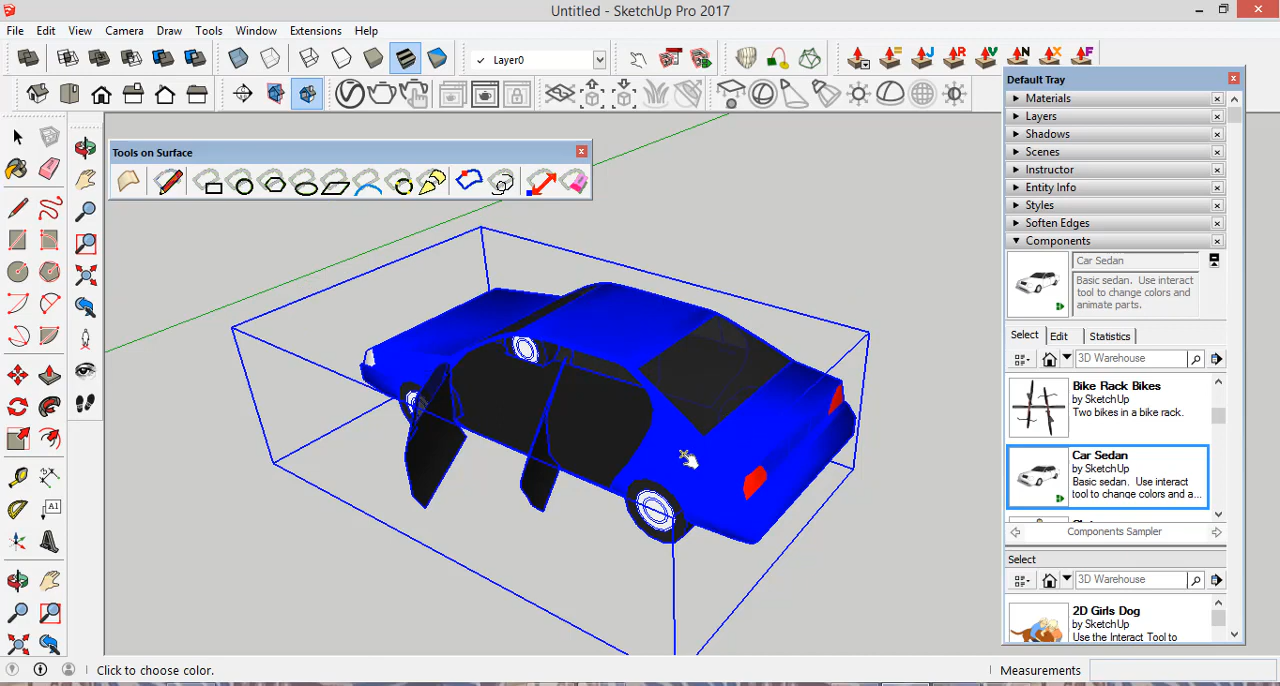 Untitled - SketchUp Pro 2017
File Edit View Camera Draw Tools Window Extensions Help
Layer0
J R V N X F
Default Tray
Materials
Layers
Shadows
Scenes
Instructor
Entity Info
Styles
Soften Edges
Components
Tools on Surface
Car Sedan
Basic sedan. Use interact
tool to change colors and
animate parts.
Select Edit Statistics
3D Warehouse
Bike Rack Bikes
by SketchUp
Two bikes in a bike rack.
Car Sedan
by SketchUp
Basic sedan. Use interact
tool to change colors and a...
Components Sampler
Select
3D Warehouse
2D Girls Dog
by SketchUp
Use the Interact Tool to
A1
Click to choose color.
Measurements